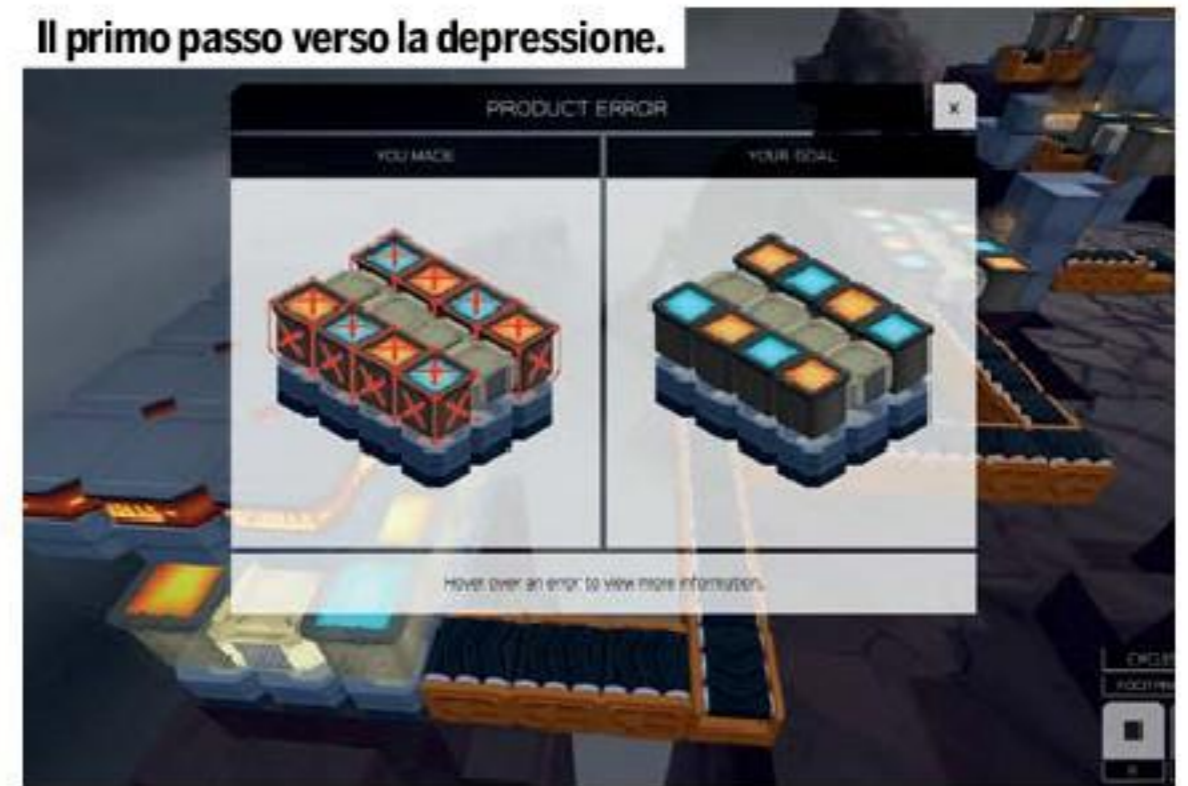 Il primo passo verso la depressione.
PRODUCT ERROR
X
YOU MADE
YOUR GOAL
Hover over an error to view more information.